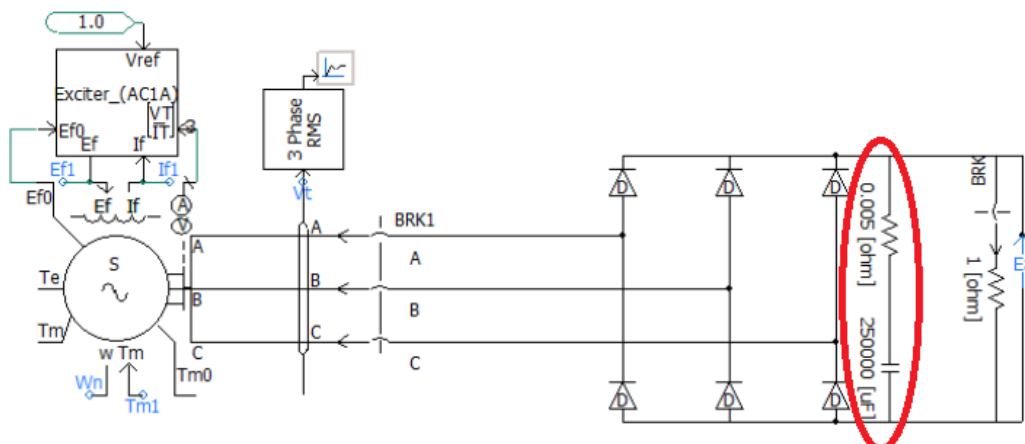 1.0
Vref
Exciter_(AC1A)
VT
IT
3
Ef0
Ef
If
Ef1
If1
Ef0
Ef
If
A
V
3 Phase
RMS
Vt
S
Te
Tm
A
B
C
w
Tm
Tm0
Wn
Tm1
A
B
C
BRK1
A
B
C
D
D
D
D
D
D
0.005 [ohm]
250000 [uF]
BRK
1 [ohm]